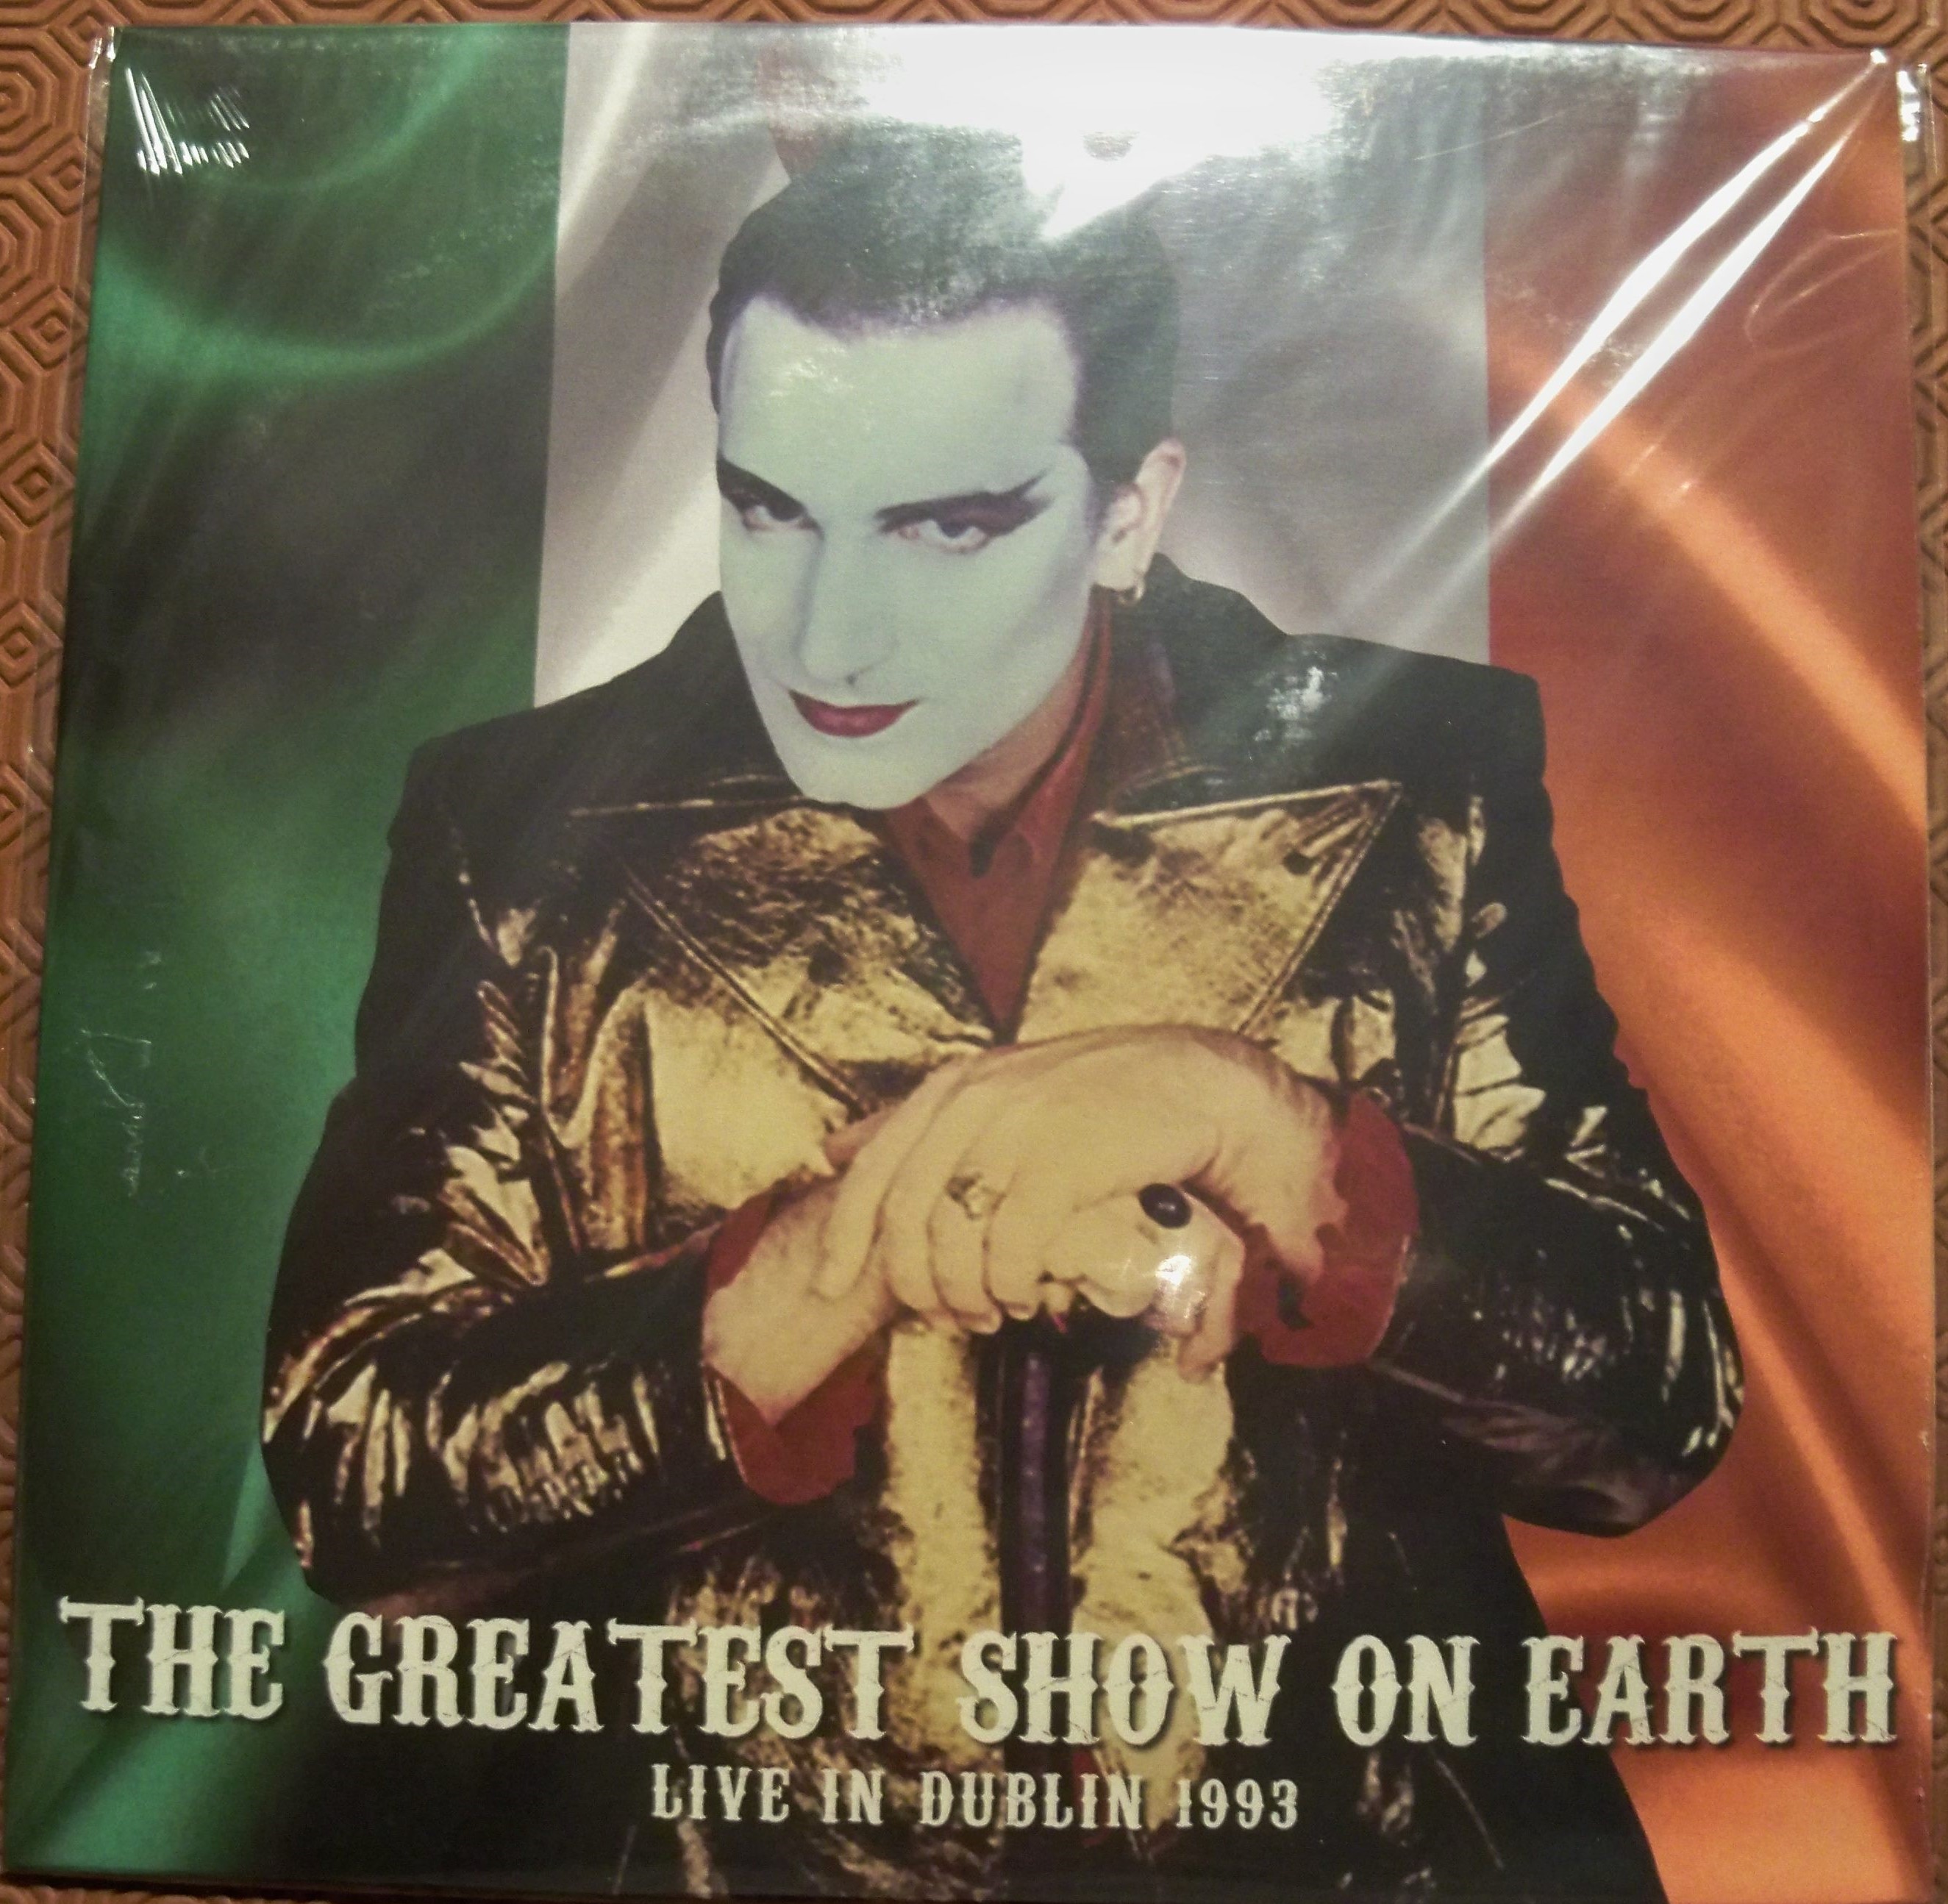 THE GREATEST SHOW ON EARTH
LIVE IN DUBLIN 1993